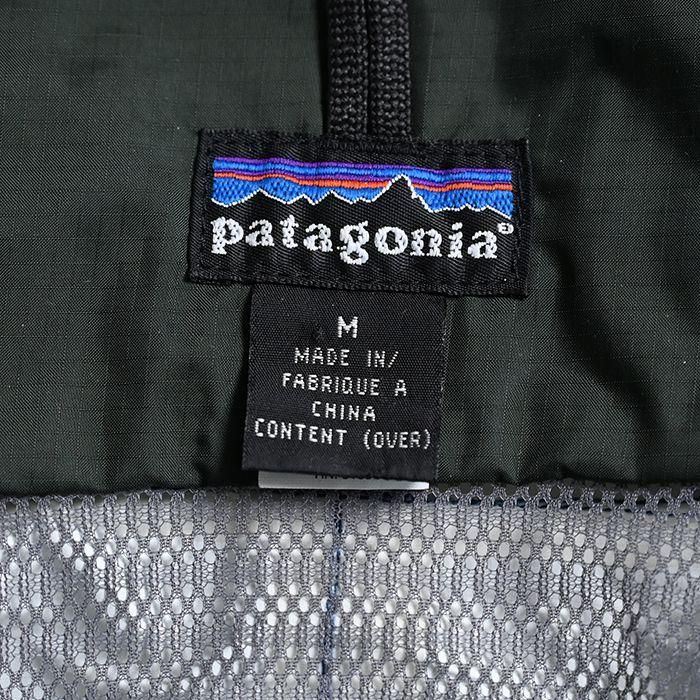 patagonia®
M
MADE IN/
FABRIQUE A
CHINA
CONTENT (OVER)